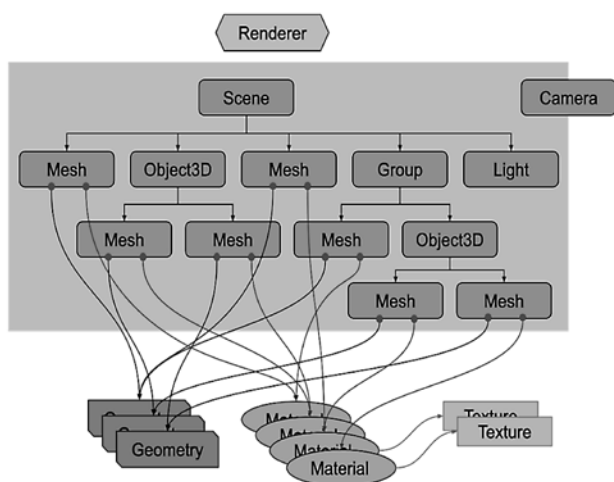 Renderer
Scene
Camera
Mesh Object3D Mesh Group Light
Mesh Mesh Mesh Object3D
Mesh Mesh
Geometry
Material
Texture
Texture